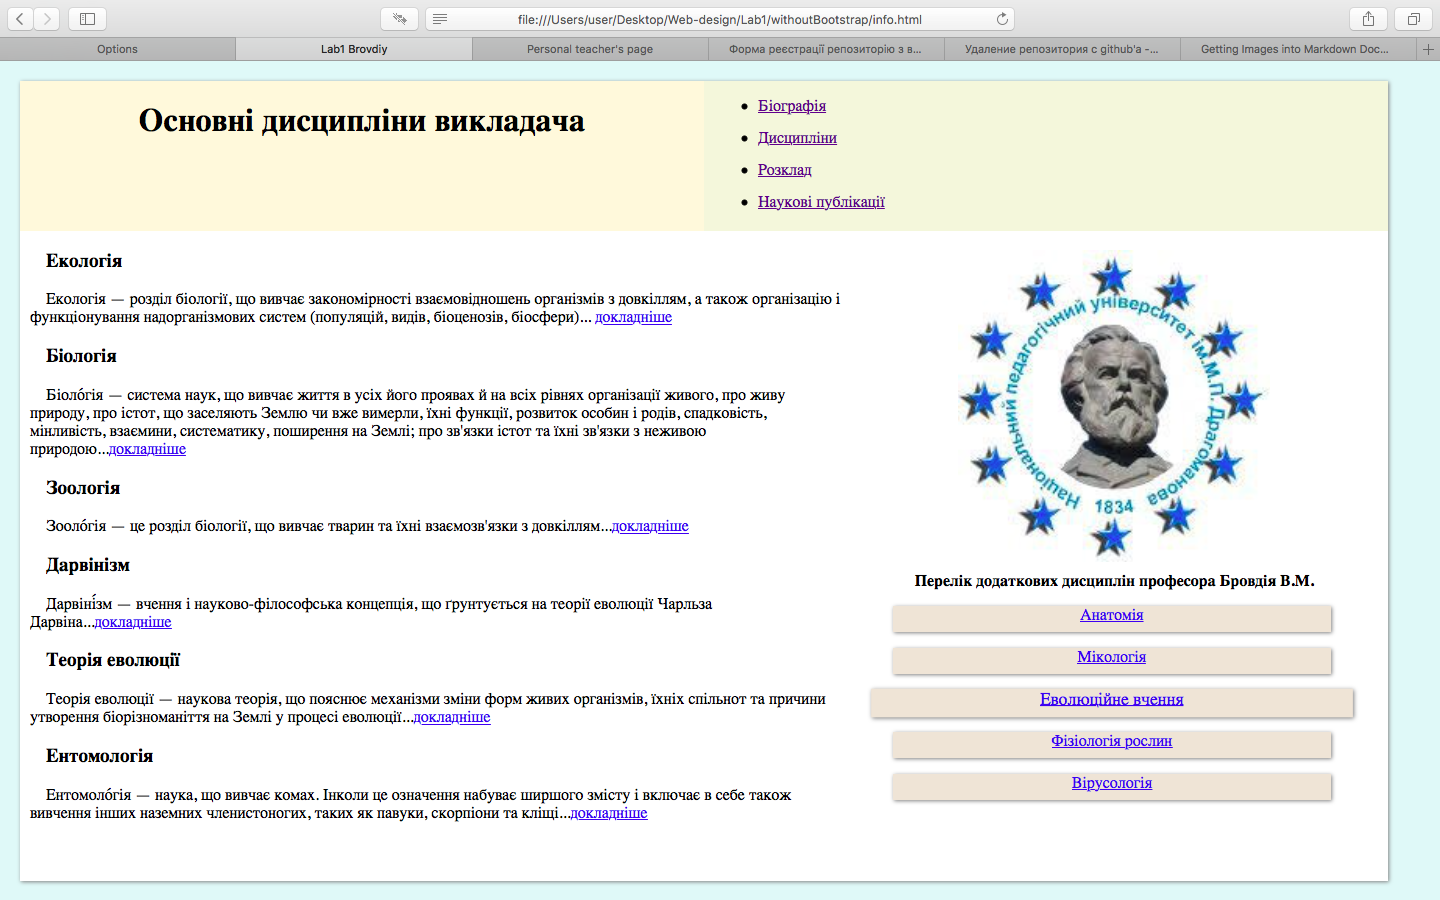 file:///Users/user/Desktop/Web-design/Lab1/withoutBootstrap/info.html
Options
Lab1 Brovdiy
Personal teacher's page
Форма реєстрації репозиторію з в...
Удаление репозитория с github'a -...
Getting Images into Markdown Doc...
Основні дисципліни викладача
Біографія
Дисципліни
Розклад
Наукові публікації
Екологія
Екологія — розділ біології, що вивчає закономірності взаємовідношень організмів з довкіллям, а також організацію і
функціонування надорганізмових систем (популяцій, видів, біоценозів, біосфери)... докладніше
Біологія
Біоло́гія — система наук, що вивчає життя в усіх його проявах й на всіх рівнях організації живого, про живу
природу, про істот, що заселяють Землю чи вже вимерли, їхні функції, розвиток особин і родів, спадковість,
мінливість, взаємини, систематику, поширення на Землі; про зв'язки істот та їхні зв'язки з неживою
природою...докладніше
Зоологія
Зооло́гія — це розділ біології, що вивчає тварин та їхні взаємозв'язки з довкіллям...докладніше
Дарвінізм
Дарвіні́зм — вчення і науково-філософська концепція, що ґрунтується на теорії еволюції Чарльза
Дарвіна...докладніше
Теорія еволюції
Теорія еволюції — наукова теорія, що пояснює механізми зміни форм живих організмів, їхніх спільнот та причини
утворення біорізноманіття на Землі у процесі еволюції...докладніше
Ентомологія
Ентомоло́гія — наука, що вивчає комах. Інколи це означення набуває ширшого змісту і включає в себе також
вивчення інших наземних членистоногих, таких як павуки, скорпіони та кліщі...докладніше
Національний педагогічний університет ім.М.П. Драгоманова
1834
Перелік додаткових дисциплін професора Бровдія В.М.
Анатомія
Мікологія
Еволюційне вчення
Фізіологія рослин
Вірусологія